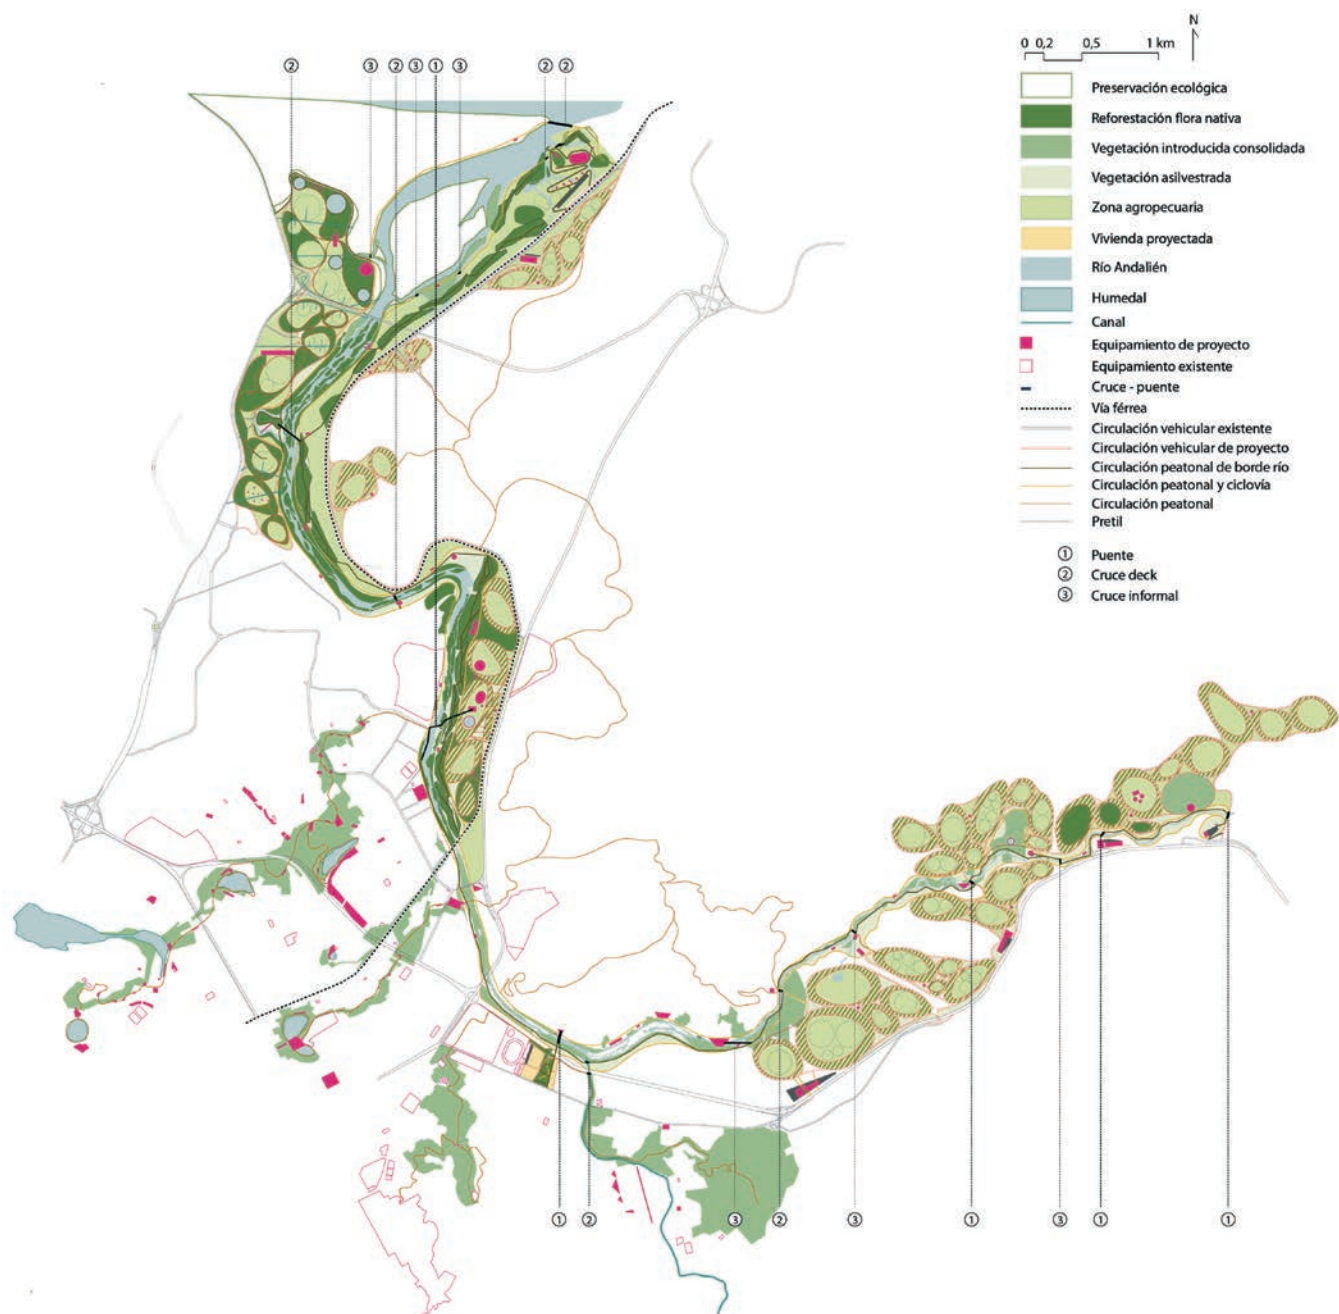 N
0 0,2 0,5 1 km
② ③ ② ③ ① ③ ② ②
Preservación ecológica
Reforestación flora nativa
Vegetación introducida consolidada
Vegetación asilvestrada
Zona agropecuaria
Vivienda proyectada
Río Andalién
Humedal
Canal
Equipamiento de proyecto
Equipamiento existente
Cruce - puente
Vía férrea
Circulación vehicular existente
Circulación vehicular de proyecto
Circulación peatonal de borde río
Circulación peatonal y ciclovía
Circulación peatonal
Pretil
① Puente
② Cruce deck
③ Cruce informal
① ② ③ ② ③ ① ③ ① ①